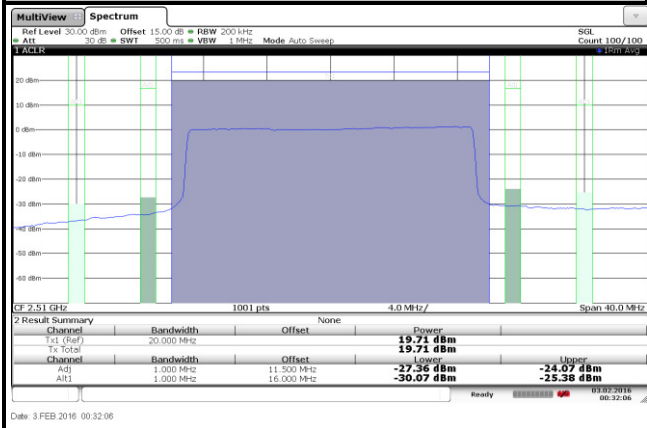 MultiView Spectrum
Ref Level 30.00 dBm Offset 15.00 dB RBW 200 kHz SGL
Att 30 dB SWT 500 ms VBW 1 MHz Mode Auto Sweep Count 100/100
1 ACLR 1Rm Avg
20 dBm
10 dBm
0 dBm
-10 dBm
-20 dBm
-30 dBm
-40 dBm
-50 dBm
-60 dBm
CF 2.51 GHz 1001 pts 4.0 MHz/ Span 40.0 MHz
2 Result Summary None
Channel Bandwidth Offset Power
Tx1 (Ref) 20.000 MHz 19.71 dBm
Tx Total 19.71 dBm
Channel Bandwidth Offset Lower Upper
Adj 1.000 MHz 11.500 MHz -27.36 dBm -24.07 dBm
Alt1 1.000 MHz 16.000 MHz -30.07 dBm -25.38 dBm
Ready 03.02.2016
00:32:06
Date: 3.FEB.2016 00:32:06